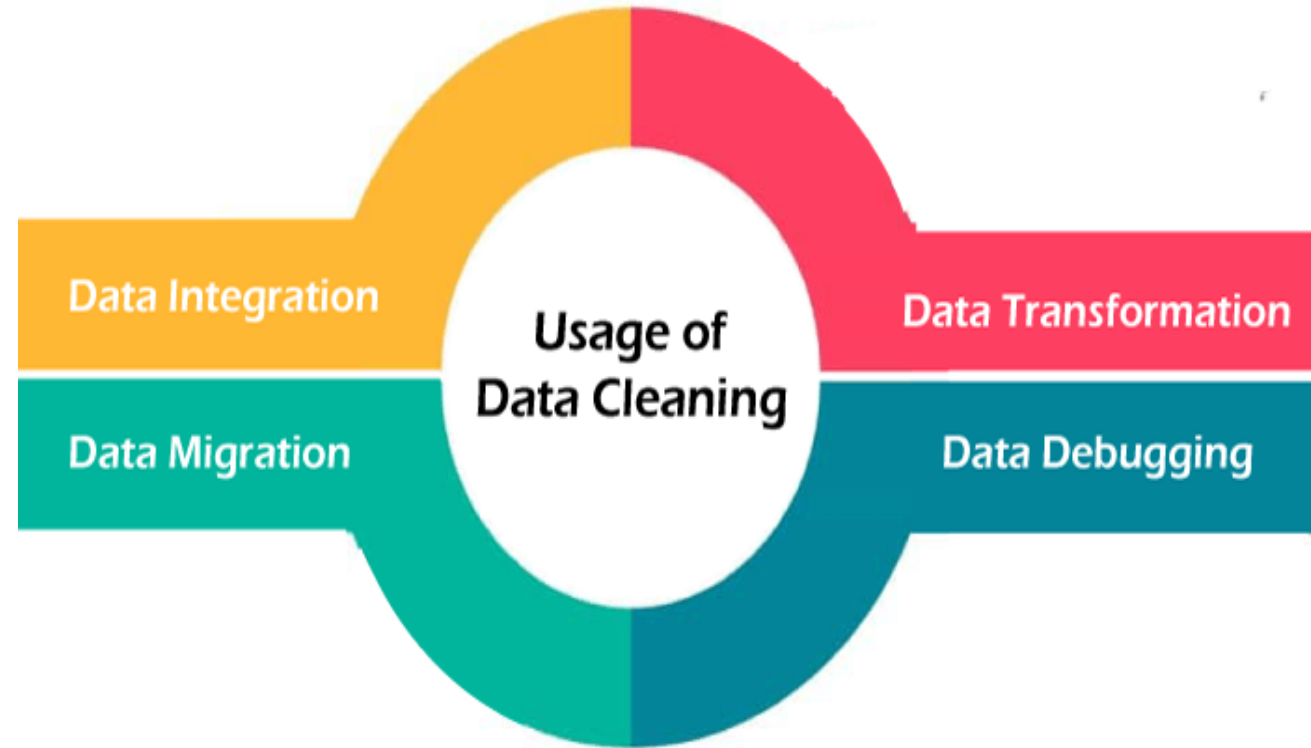 Data Integration
Data Transformation
Usage of
Data Cleaning
Data Migration
Data Debugging